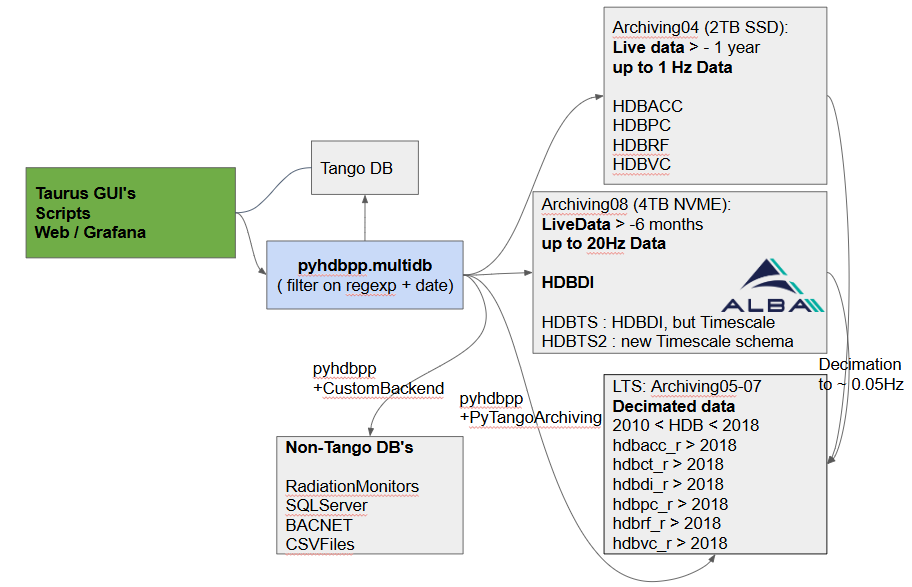 Archiving04 (2TB SSD):
Live data > - 1 year
up to 1 Hz Data
HDBACC
HDBPC
HDBRF
HDBVC
Tango DB
Taurus GUI's
Scripts
Web / Grafana
pyhdbpp.multidb
( filter on regexp + date)
Archiving08 (4TB NVME):
LiveData > -6 months
up to 20Hz Data
HDBDI
ALBA
HDBTS : HDBDI, but Timescale
HDBTS2 : new Timescale schema
Decimation
to ~ 0.05Hz
pyhdbpp
+CustomBackend
pyhdbpp
+PyTangoArchiving
LTS: Archiving05-07
Decimated data
2010 < HDB < 2018
hdbacc_r > 2018
hdbct_r > 2018
hdbdi_r > 2018
hdbpc_r > 2018
hdbrf_r > 2018
hdbvc_r > 2018
Non-Tango DB's
RadiationMonitors
SQLServer
BACNET
CSVFiles